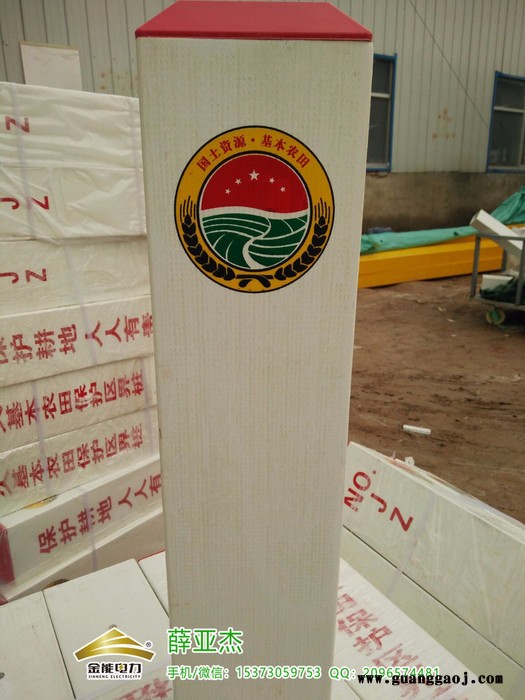 国土资源·基本农田
Z
J
Z
J
Z
保护耕地 人人有责
基本农田保护区界桩
基本农田保护区界桩
保护耕地 人人有
NO.
JZ
金能电力
JINNENG ELECTRICITY
薛亚杰
手机/微信：15373059753 QQ：2096574481
www.guanggaoj.com